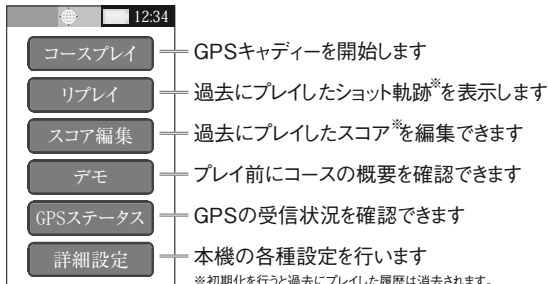 12:34
コースプレイ GPSキャディーを開始します
リプレイ 過去にプレイしたショット軌跡※を表示します
スコア編集 過去にプレイしたスコア※を編集できます
デモ プレイ前にコースの概要を確認できます
GPSステータス GPSの受信状況を確認できます
詳細設定 本機の各種設定を行います
※初期化を行うと過去にプレイした履歴は消去されます。